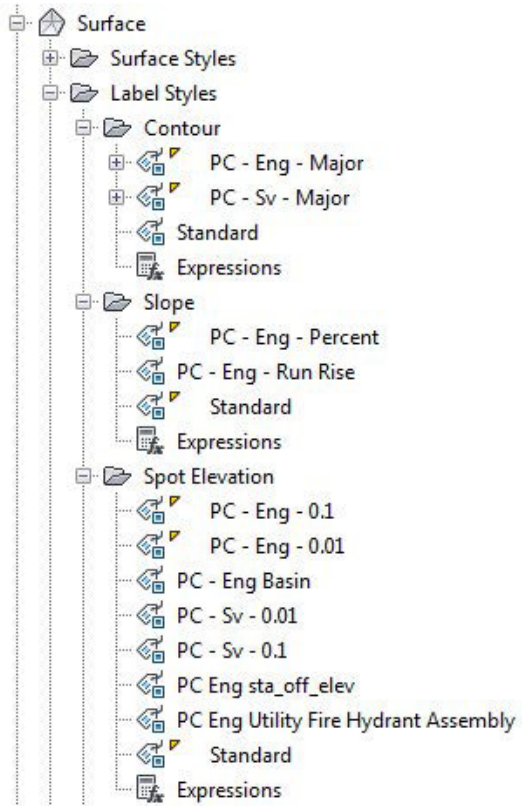 Surface
Surface Styles
Label Styles
Contour
PC - Eng - Major
PC - Sv - Major
Standard
Expressions
Slope
PC - Eng - Percent
PC - Eng - Run Rise
Standard
Expressions
Spot Elevation
PC - Eng - 0.1
PC - Eng - 0.01
PC - Eng Basin
PC - Sv - 0.01
PC - Sv - 0.1
PC Eng sta_off_elev
PC Eng Utility Fire Hydrant Assembly
Standard
Expressions